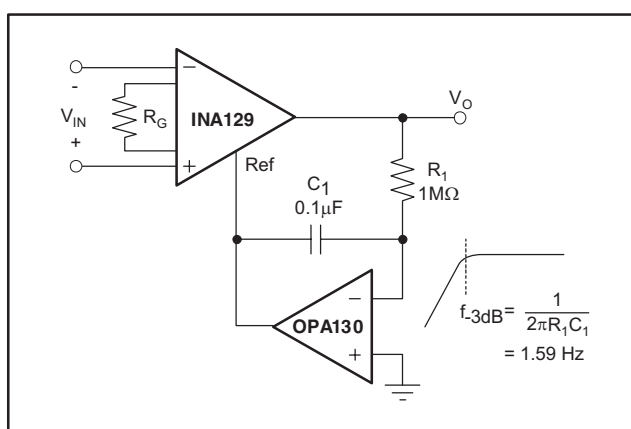 -
V_IN
+
R_G
−
INA129
+
Ref
V_O
R_1
1MΩ
C_1
0.1μF
−
OPA130
+
f_-3dB = 1 / 2πR_1C_1
= 1.59 Hz